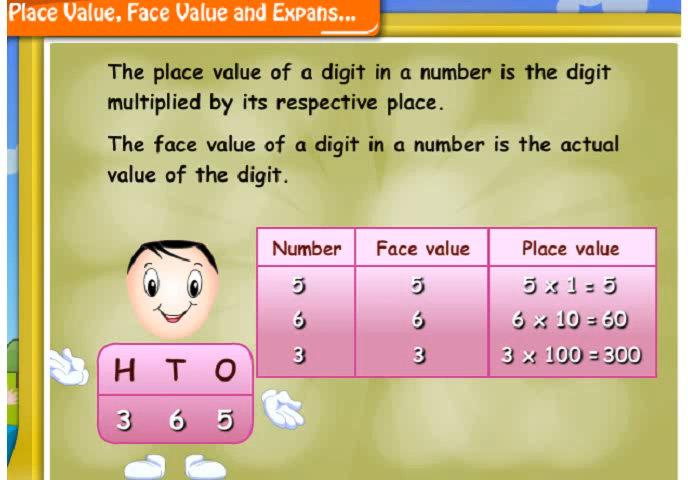 Place Value, Face Value and Expans...
The place value of a digit in a number is the digit
multiplied by its respective place.
The face value of a digit in a number is the actual
value of the digit.
Number Face value Place value
5 5 5 x 1 = 5
6 6 6 x 10 = 60
3 3 3 x 100 = 300
H T O
3 6 5